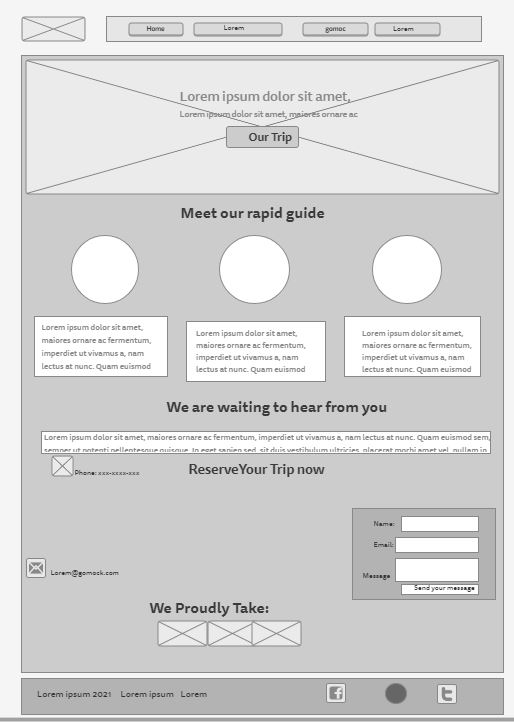 Home Lorem gomoc Lorem
Lorem ipsum dolor sit amet,
Lorem ipsum dolor sit amet, maiores ornare ac
Our Trip
Meet our rapid guide
Lorem ipsum dolor sit amet,
maiores ornare ac fermentum,
imperdiet ut vivamus a, nam
lectus at nunc. Quam euismod
Lorem ipsum dolor sit amet,
maiores ornare ac fermentum,
imperdiet ut vivamus a, nam
lectus at nunc. Quam euismod
Lorem ipsum dolor sit amet,
maiores ornare ac fermentum,
imperdiet ut vivamus a, nam
lectus at nunc. Quam euismod
We are waiting to hear from you
Lorem ipsum dolor sit amet, maiores ornare ac fermentum, imperdiet ut vivamus a, nam lectus at nunc. Quam euismod sem,
semper ut potenti pellentesque quisque. In eget sapien sed, sit duis vestibulum ultricies, placerat morbi amet vel, nullam in
Phone: xxx-xxxx-xxx
ReserveYour Trip now
Name:
Email:
Message
Send your message
Lorem@gomock.com
We Proudly Take:
Lorem ipsum 2021 Lorem ipsum Lorem